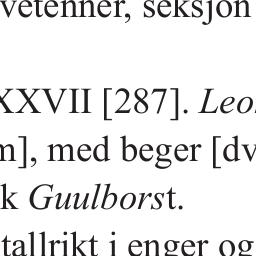 vetenner, seksjon
XXVII [287]. Leo
m], med beger [dv
k Guulborst.
tallrikt i enger og